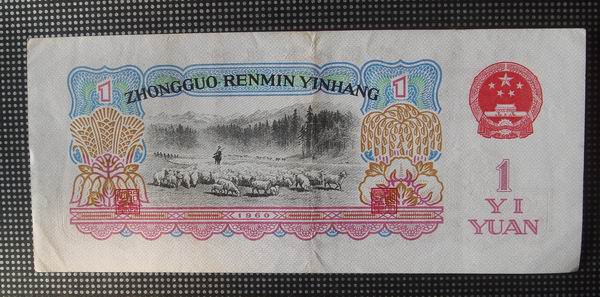 1
ZHONGGUO RENMIN YINHANG
1
1960
1
YI
YUAN